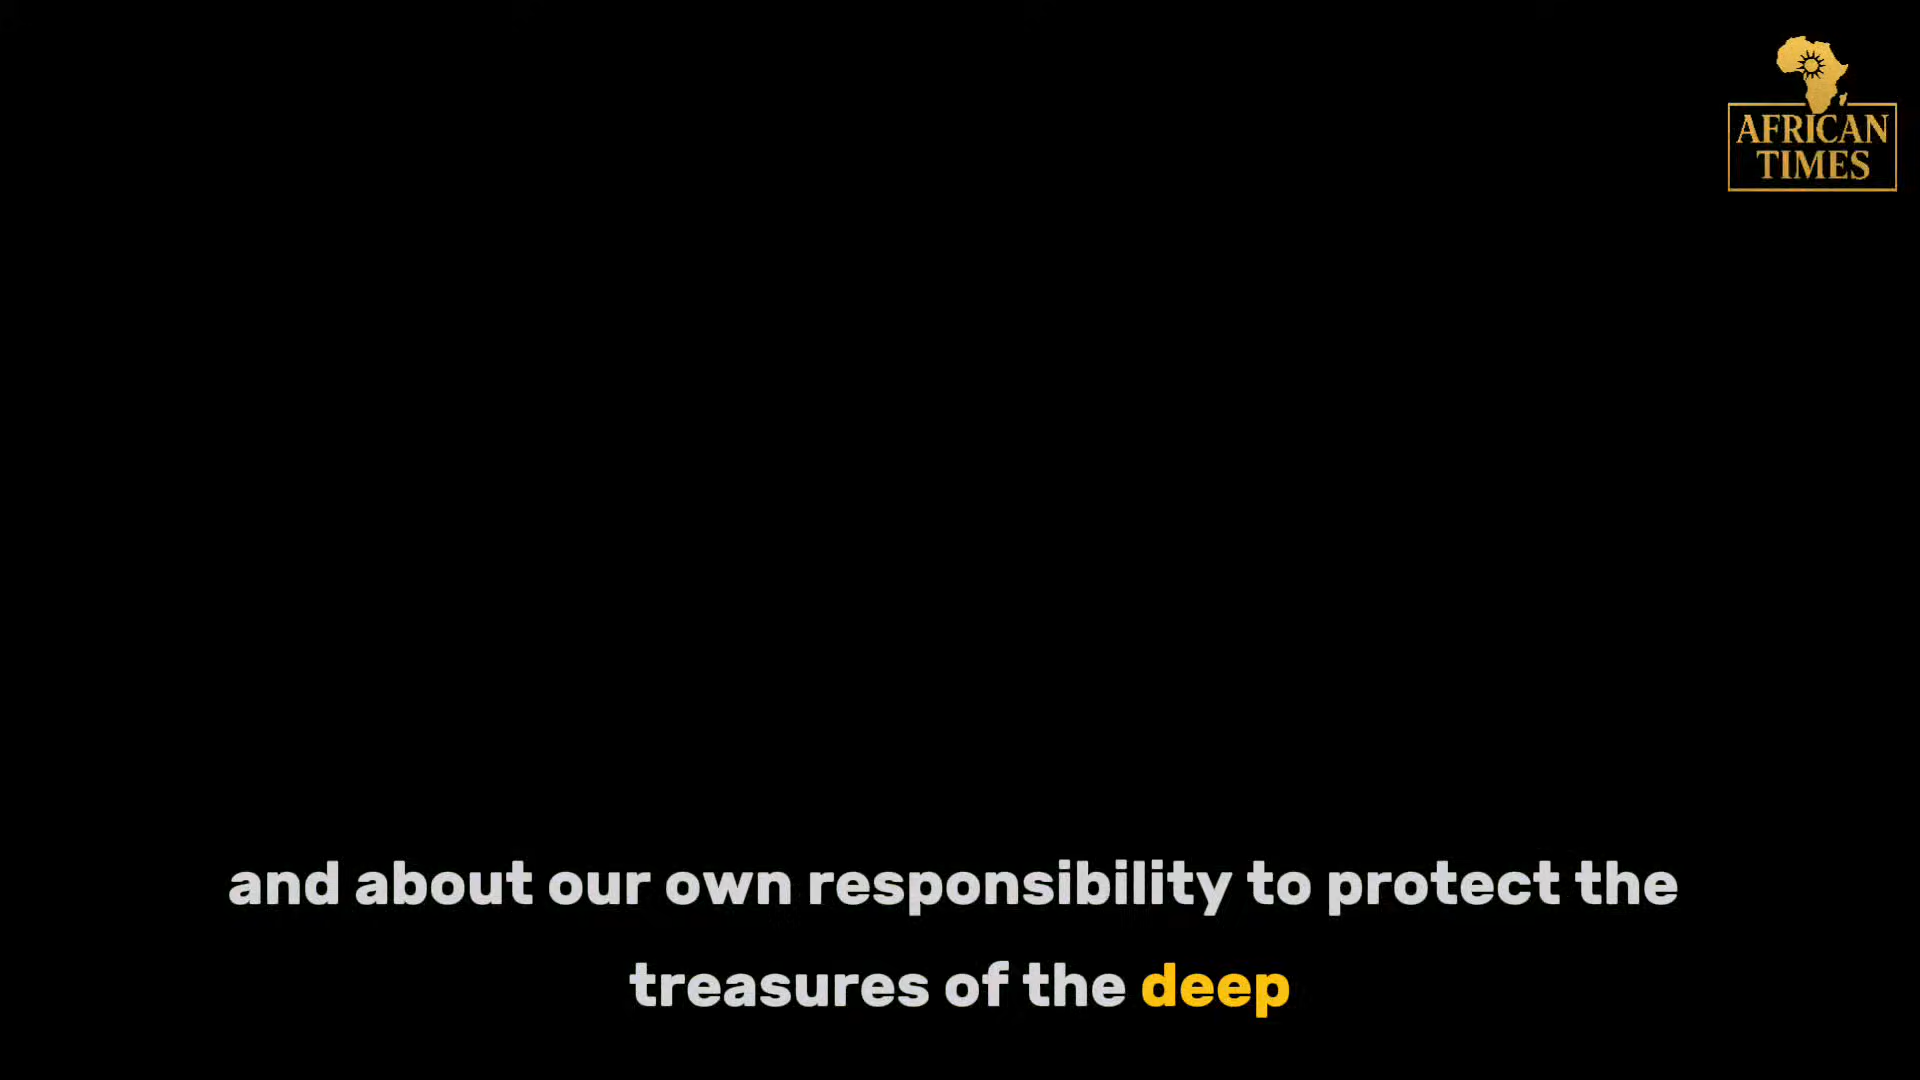 AFRICAN
TIMES
and about our own responsibility to protect the
treasures of the deep